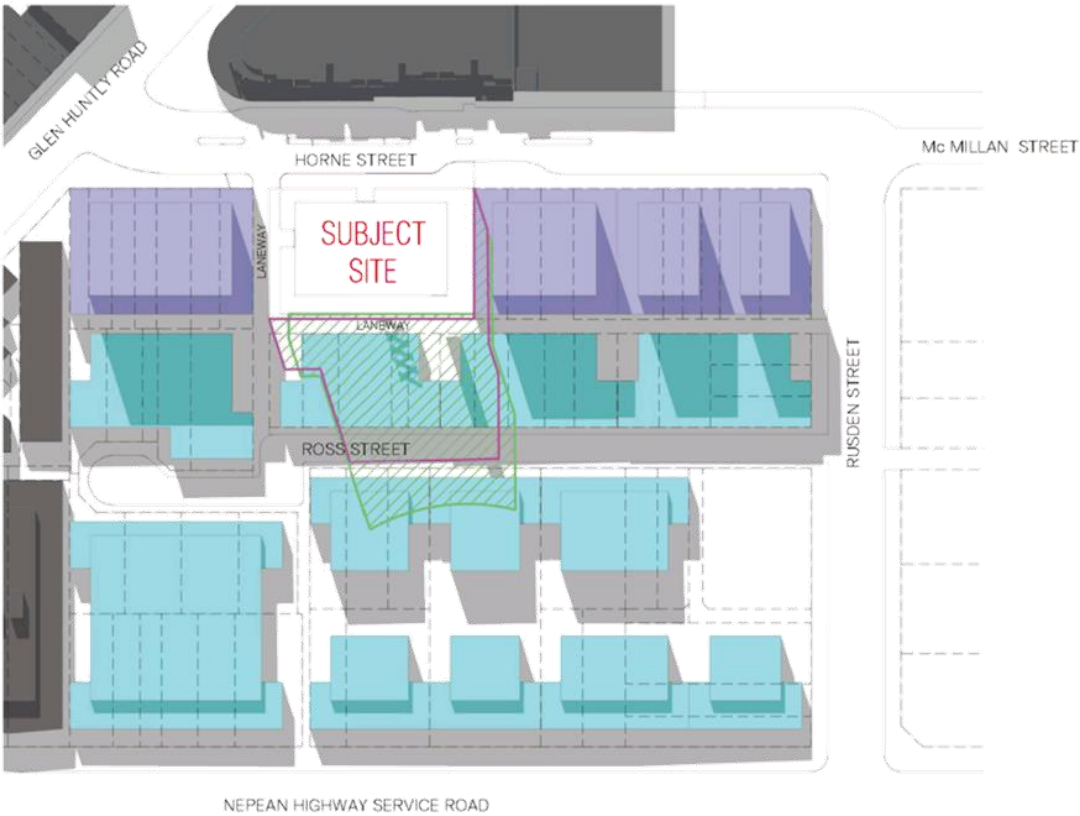 GLEN HUNTLY ROAD
HORNE STREET
Mc MILLAN STREET
LANEWAY
SUBJECT
SITE
LANEWAY
RUSDEN STREET
ROSS STREET
NEPEAN HIGHWAY SERVICE ROAD